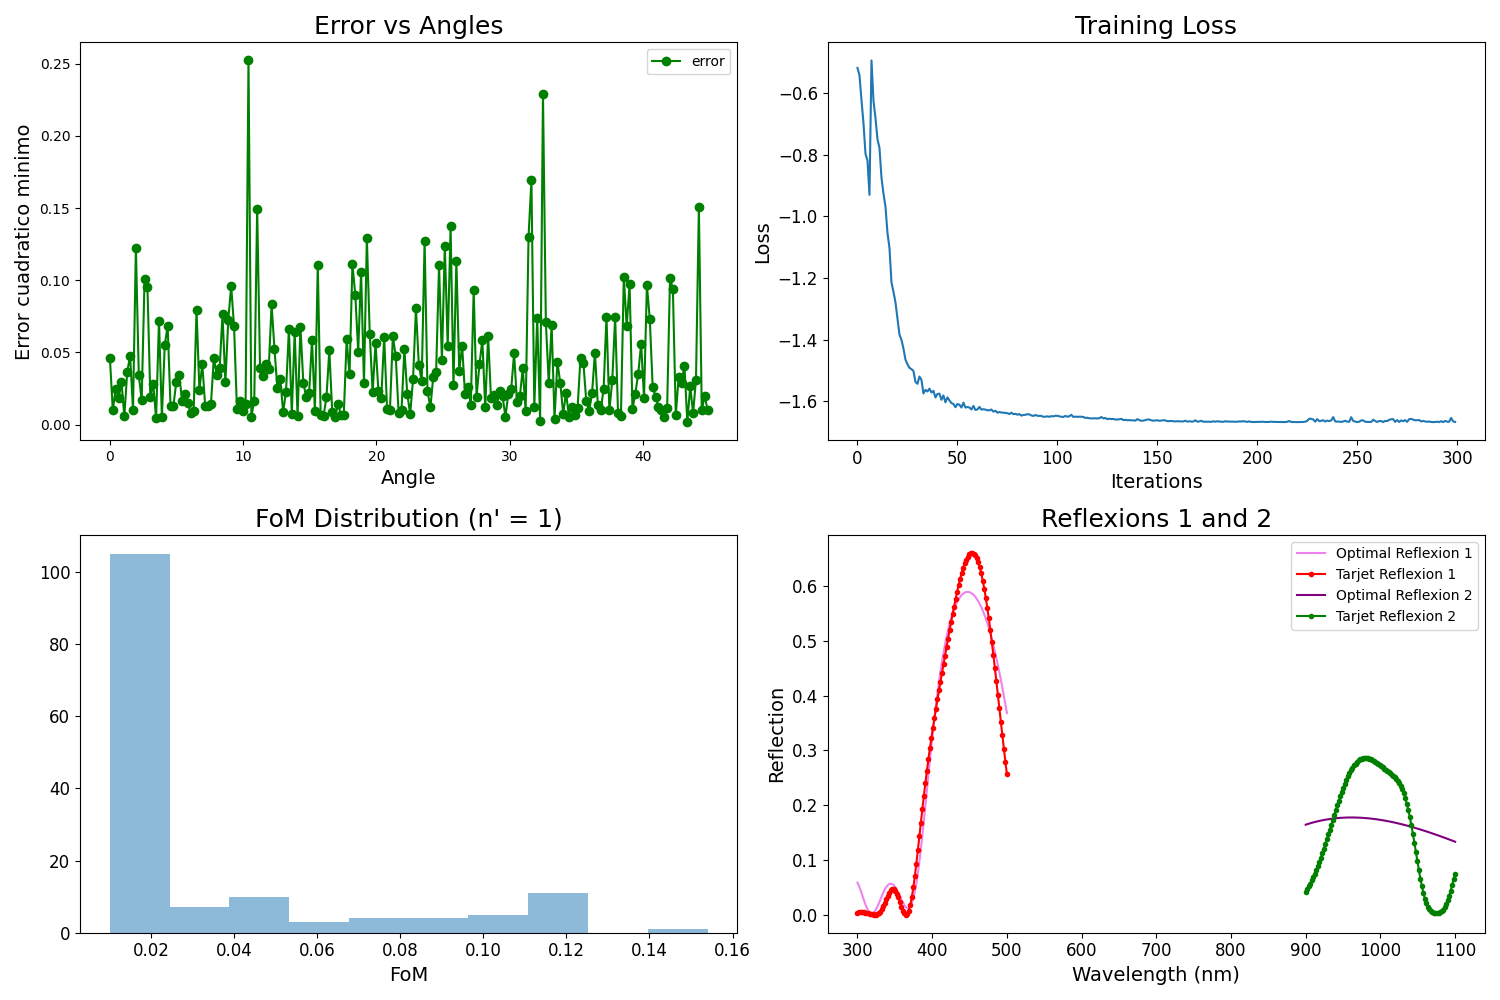 Error vs Angles
error
0.25
0.20
0.15
0.10
0.05
0.00
Error cuadratico minimo
0 10 20 30 40
Angle
Training Loss
−0.6
−0.8
−1.0
−1.2
−1.4
−1.6
Loss
0 50 100 150 200 250 300
Iterations
FoM Distribution (n' = 1)
100
80
60
40
20
0
0.02 0.04 0.06 0.08 0.10 0.12 0.14 0.16
FoM
Reflexions 1 and 2
Optimal Reflexion 1
Tarjet Reflexion 1
Optimal Reflexion 2
Tarjet Reflexion 2
0.6
0.5
0.4
0.3
0.2
0.1
0.0
Reflection
300 400 500 600 700 800 900 1000 1100
Wavelength (nm)